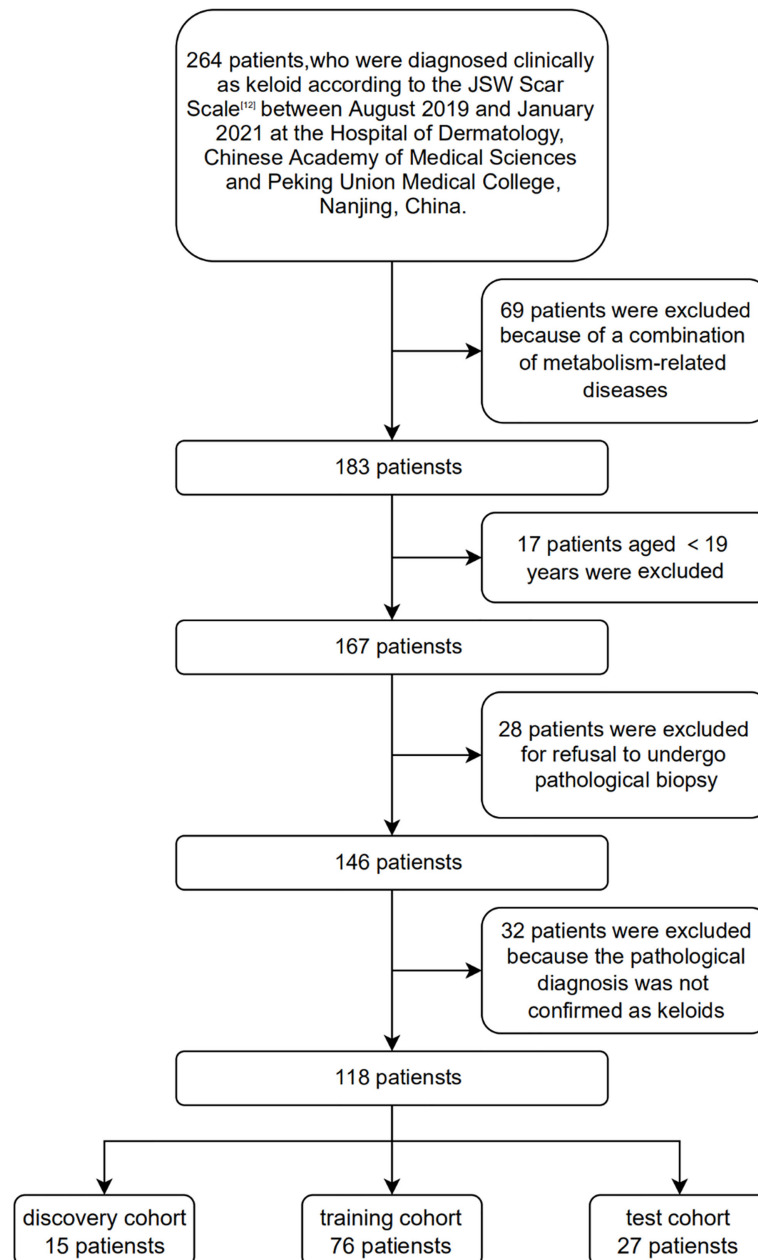 264 patients,who were diagnosed clinically
as keloid according to the JSW Scar
Scale[12] between August 2019 and January
2021 at the Hospital of Dermatology,
Chinese Academy of Medical Sciences
and Peking Union Medical College,
Nanjing, China.
69 patients were excluded
because of a combination
of metabolism-related
diseases
183 patiensts
17 patients aged < 19
years were excluded
167 patiensts
28 patients were excluded
for refusal to undergo
pathological biopsy
146 patiensts
32 patients were excluded
because the pathological
diagnosis was not
confirmed as keloids
118 patiensts
discovery cohort
15 patiensts
training cohort
76 patiensts
test cohort
27 patiensts